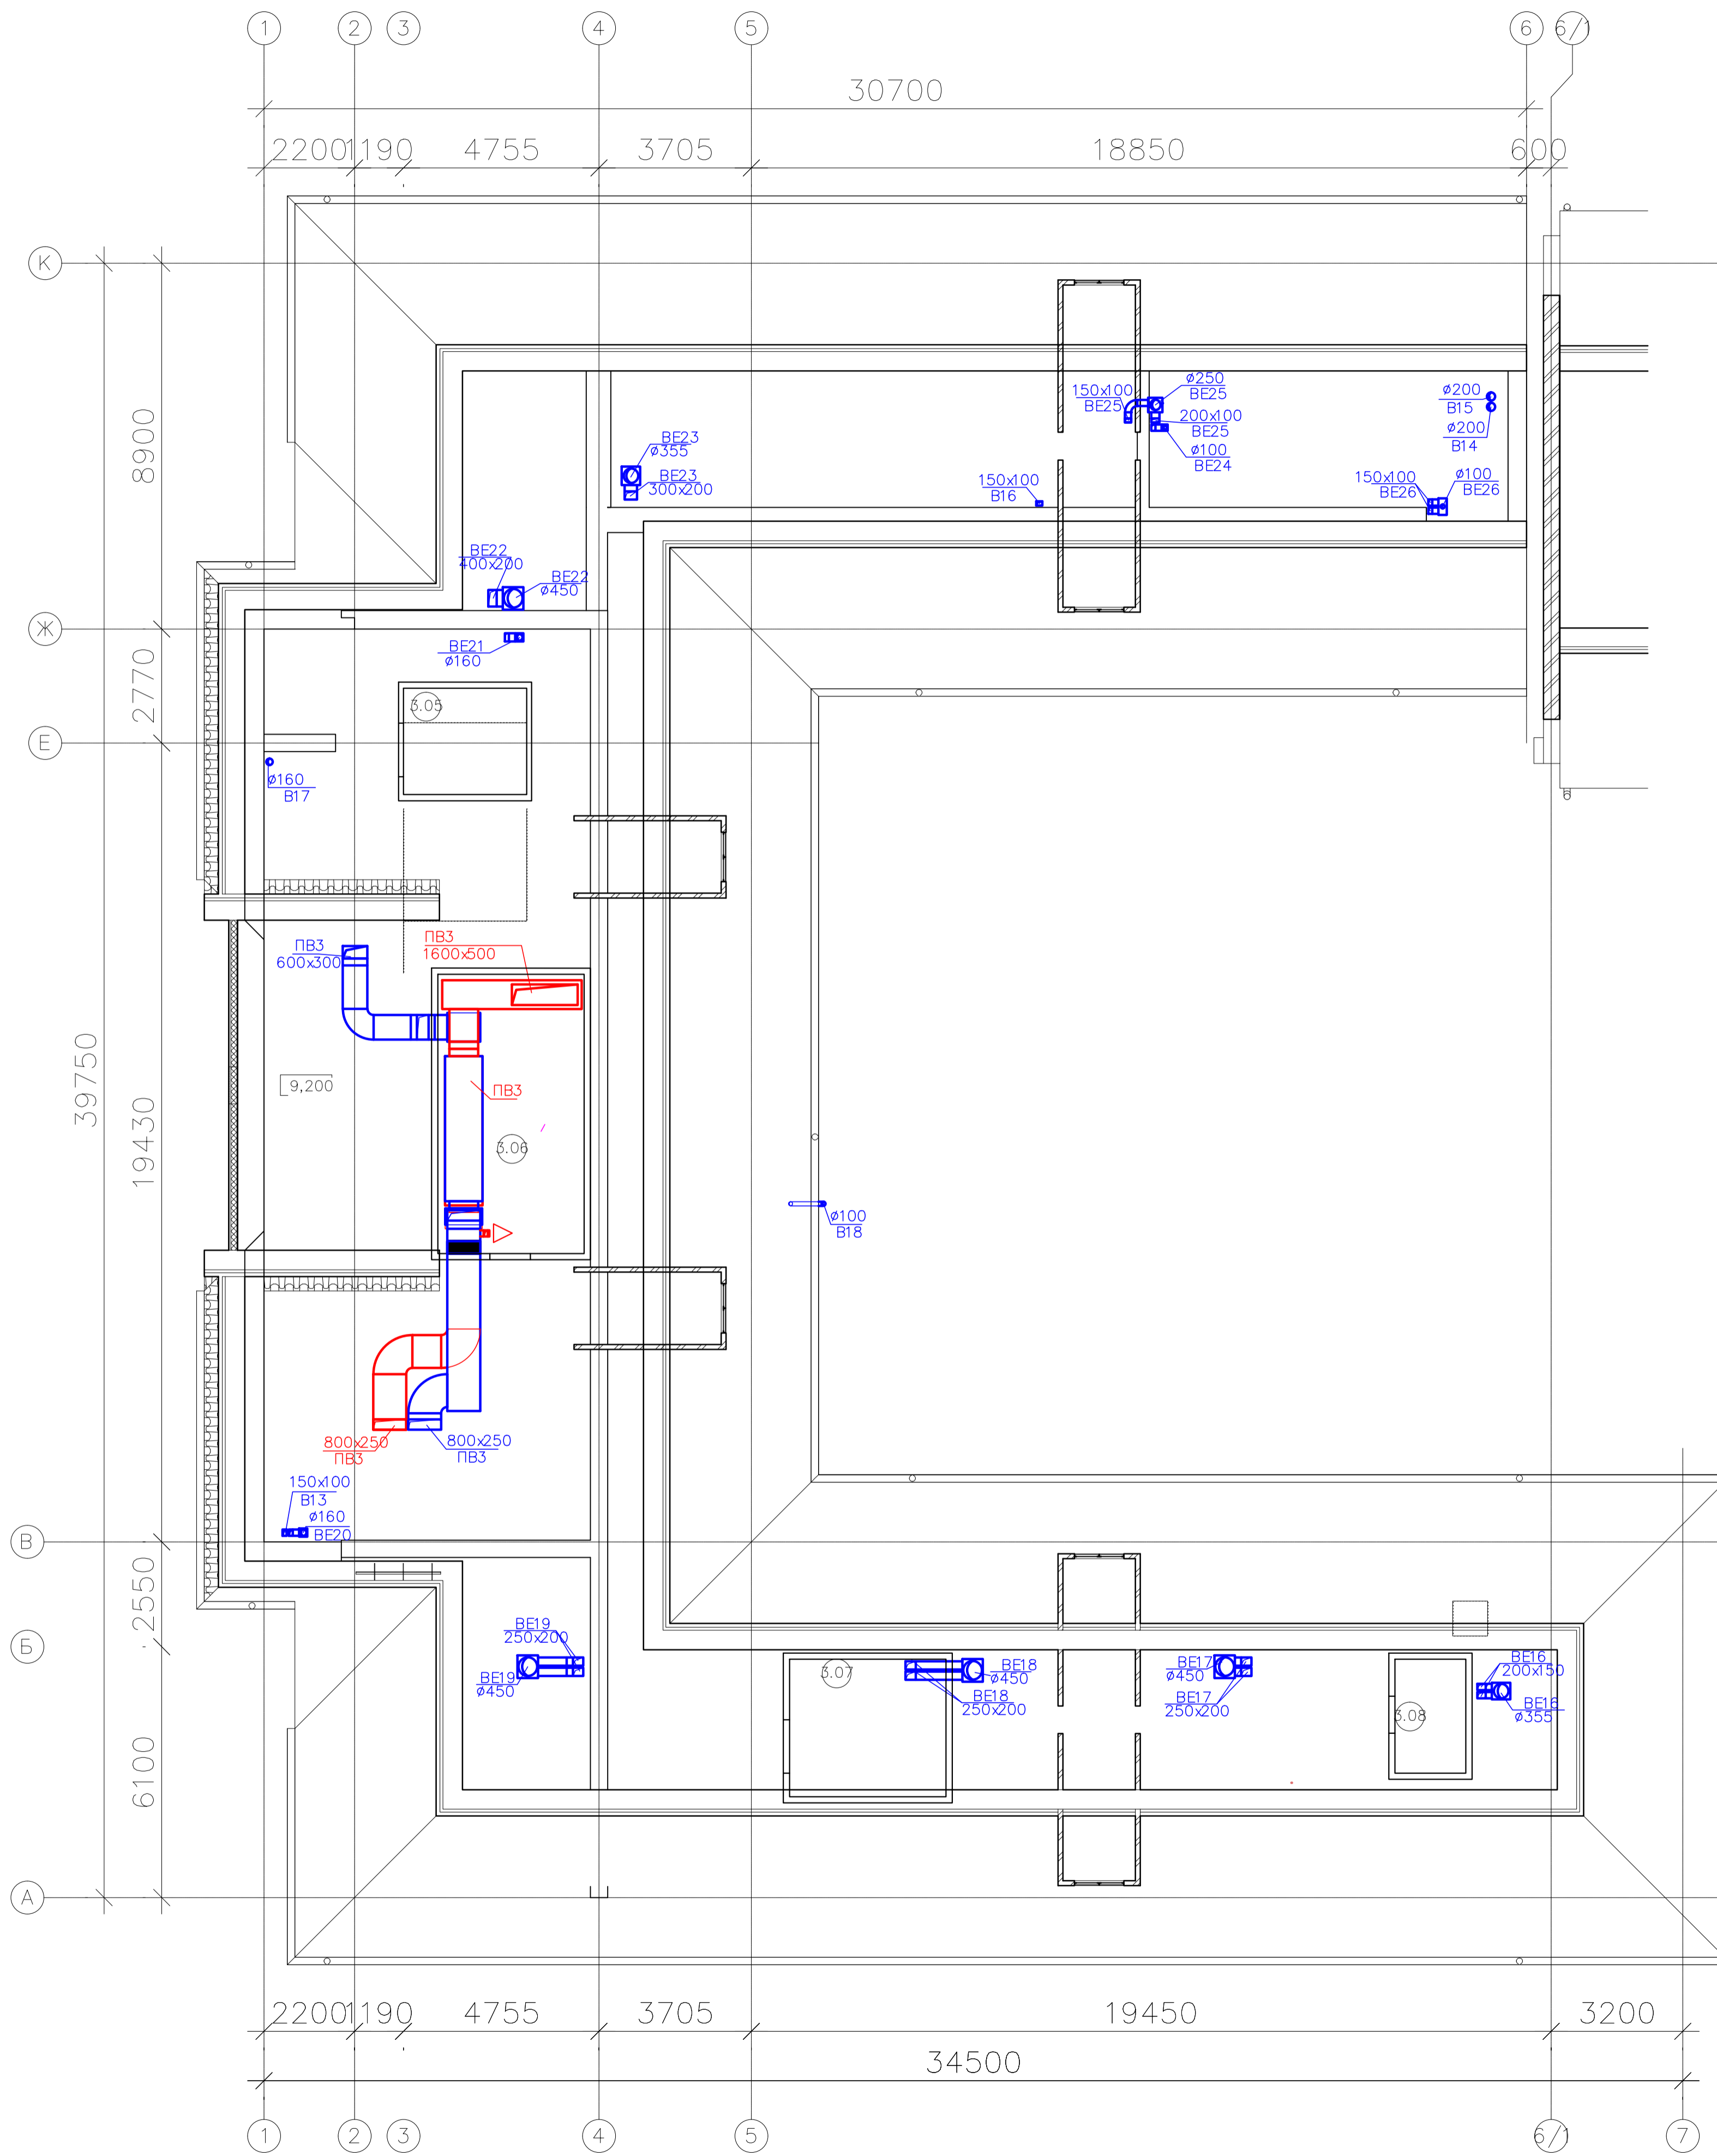 1
2
3
4
5
6
6/1
30700
2200
1190
4755
3705
18850
600
К
8900
150x100
ВЕ25
ø250
ВЕ25
200x100
ВЕ25
ø100
ВЕ24
ø200
В15
ø200
В14
ВЕ23
ø355
ВЕ23
300x200
150x100
В16
150x100
ВЕ26
ø100
ВЕ26
ВЕ22
400x200
ВЕ22
ø450
Ж
ВЕ21
ø160
2770
3.05
Е
ø160
В17
ПВ3
600x300
ПВ3
1600x500
9,200
ПВ3
3.06
39750
19430
ø100
В18
800x250
ПВ3
800x250
ПВ3
150x100
В13
ø160
ВЕ20
В
2550
Б
ВЕ19
250x200
ВЕ19
ø450
3.07
ВЕ18
ø450
ВЕ18
250x200
ВЕ17
ø450
ВЕ17
250x200
ВЕ16
200x150
ВЕ16
ø355
3.08
6100
А
2200
1190
4755
3705
19450
3200
34500
1
2
3
4
5
6/1
7